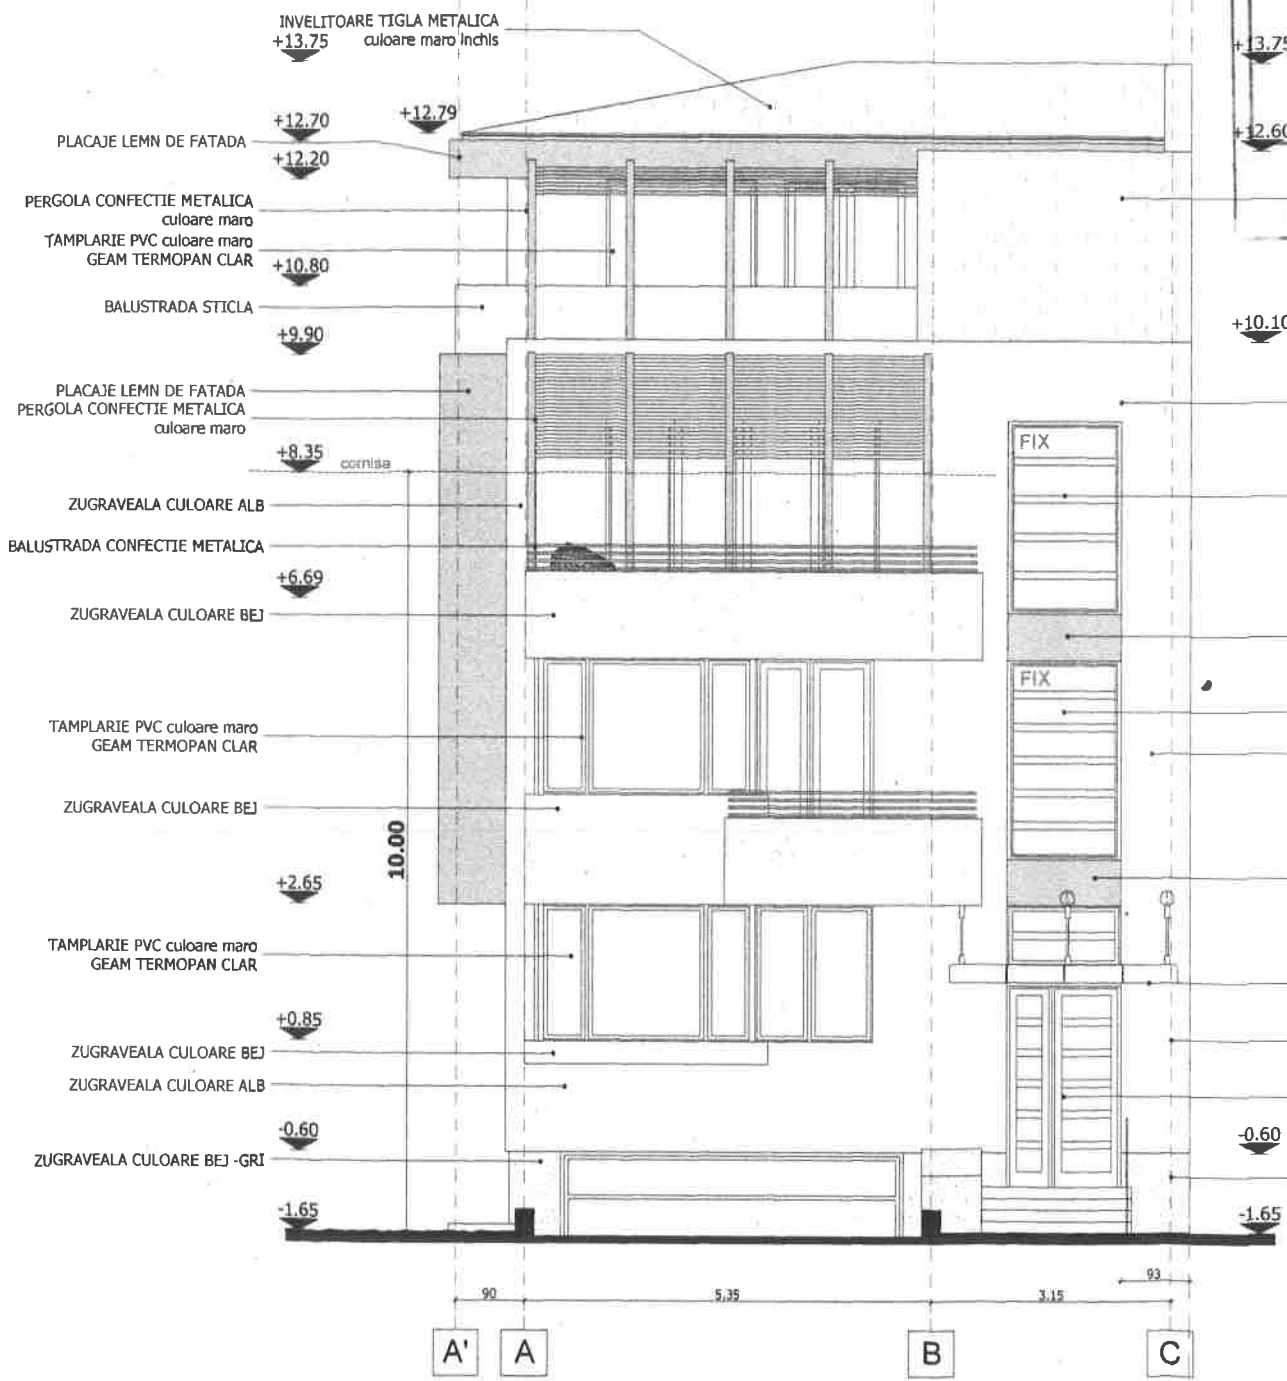 INVELITOARE TIGLA METALICA
culoare maro inchis
+13.75
+13.75
+12.79
+12.70
+12.60
PLACAJE LEMN DE FATADA
+12.20
PERGOLA CONFECTIE METALICA
culoare maro
TAMPLARIE PVC culoare maro
GEAM TERMOPAN CLAR
+10.80
BALUSTRADA STICLA
+9.90
+10.10
PLACAJE LEMN DE FATADA
PERGOLA CONFECTIE METALICA
culoare maro
FIX
+8.35
cornisa
ZUGRAVEALA CULOARE ALB
BALUSTRADA CONFECTIE METALICA
+6.69
ZUGRAVEALA CULOARE BEJ
FIX
TAMPLARIE PVC culoare maro
GEAM TERMOPAN CLAR
ZUGRAVEALA CULOARE BEJ
10.00
+2.65
TAMPLARIE PVC culoare maro
GEAM TERMOPAN CLAR
+0.85
ZUGRAVEALA CULOARE BEJ
ZUGRAVEALA CULOARE ALB
-0.60
-0.60
ZUGRAVEALA CULOARE BEJ -GRI
-1.65
-1.65
93
90
5.35
3.15
A'
A
B
C